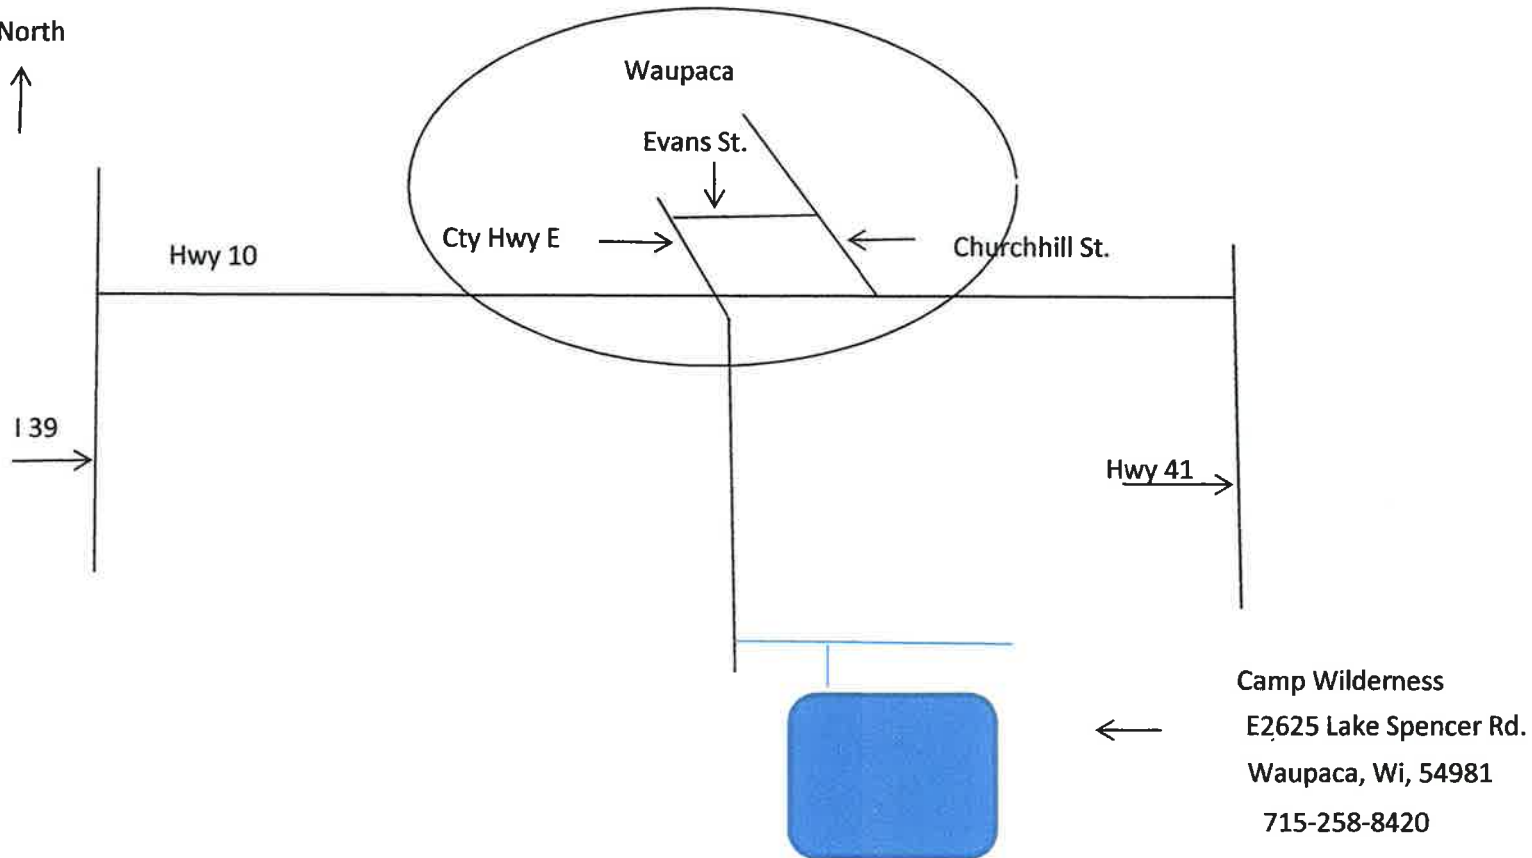 North
Waupaca
Evans St.
Cty Hwy E
Churchhill St.
Hwy 10
I 39
Hwy 41
Camp Wilderness
E2625 Lake Spencer Rd.
Waupaca, Wi, 54981
715-258-8420